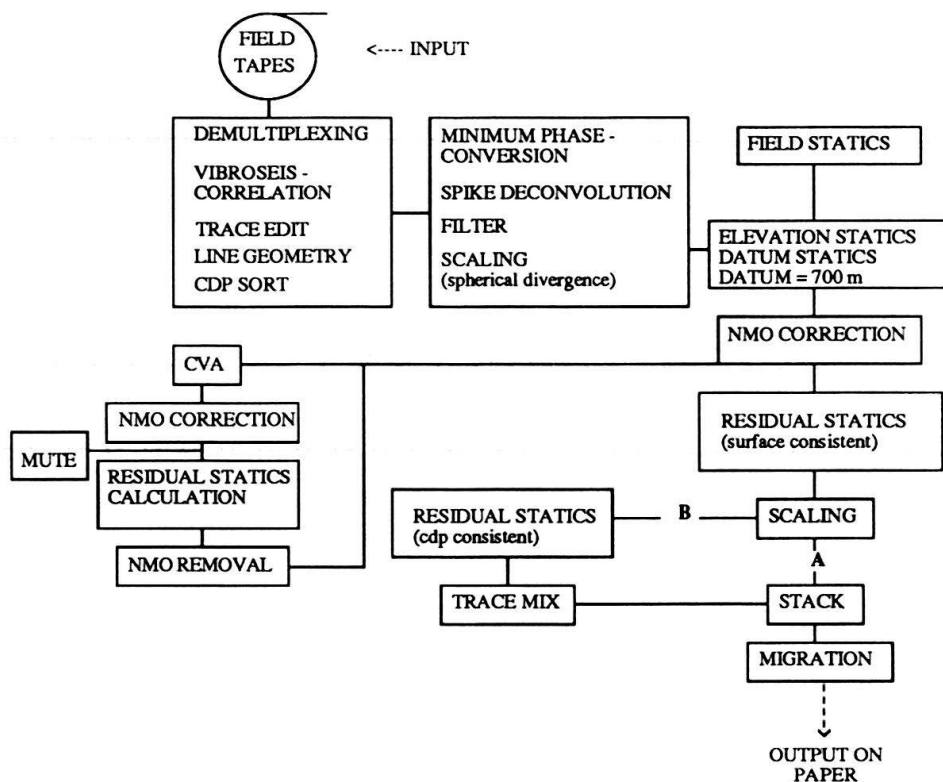 FIELD
TAPES
<---- INPUT
DEMULTIPLEXING
VIBROSEIS -
CORRELATION
TRACE EDIT
LINE GEOMETRY
CDP SORT
MINIMUM PHASE -
CONVERSION
SPIKE DECONVOLUTION
FILTER
SCALING
(spherical divergence)
FIELD STATICS
ELEVATION STATICS
DATUM STATICS
DATUM = 700 m
NMO CORRECTION
CVA
NMO CORRECTION
MUTE
RESIDUAL STATICS
CALCULATION
NMO REMOVAL
RESIDUAL STATICS
(surface consistent)
RESIDUAL STATICS
(cdp consistent)
B
SCALING
A
TRACE MIX
STACK
MIGRATION
OUTPUT ON
PAPER